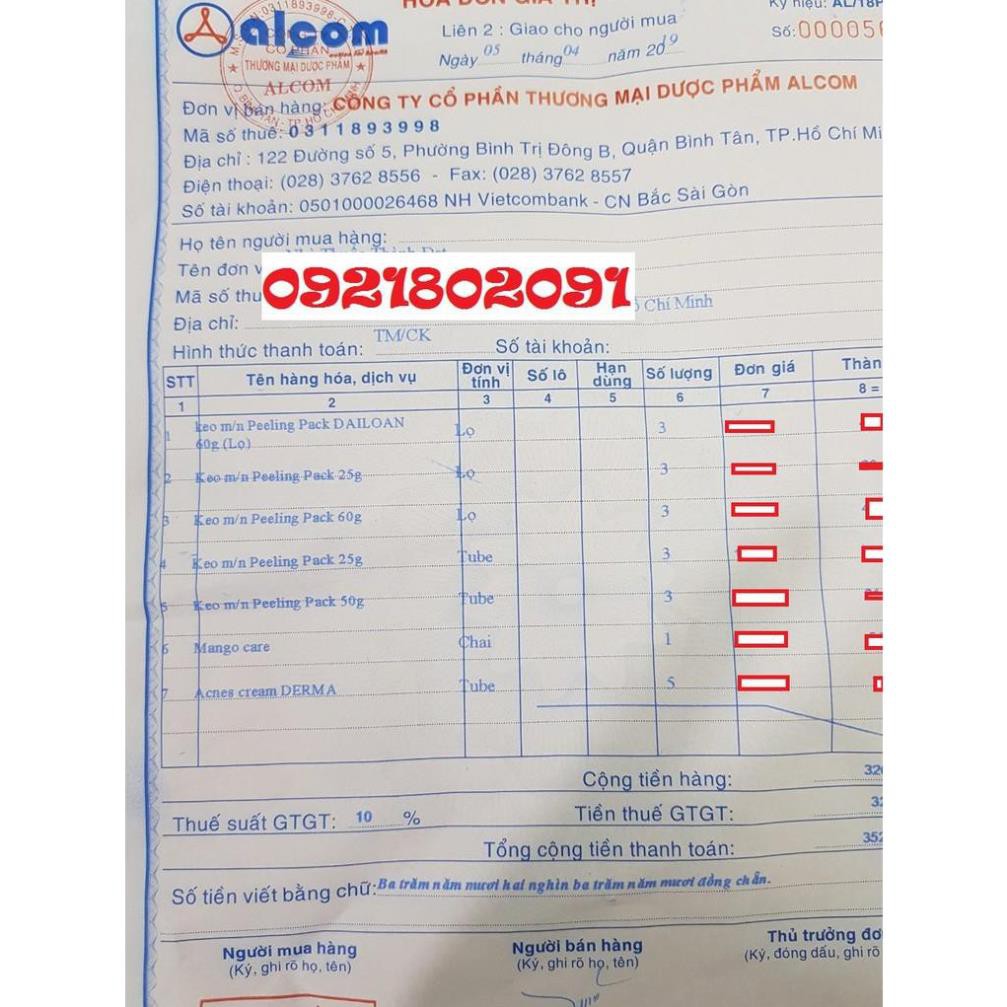 HÓA ĐƠN GIÁ TRỊ
Ký hiệu: AL/18P
alcom
Liên 2 : Giao cho người mua
Số: 000005
Ngày 05 tháng 04 năm 2019
CỔ PHẦN
THƯƠNG MẠI DƯỢC PHẨM
ALCOM
Đơn vị bán hàng: CÔNG TY CỔ PHẦN THƯƠNG MẠI DƯỢC PHẨM ALCOM
Mã số thuế: 0311893998
Địa chỉ : 122 Đường số 5, Phường Bình Trị Đông B, Quận Bình Tân, TP.Hồ Chí Mi
Điện thoại: (028) 3762 8556 - Fax: (028) 3762 8557
Số tài khoản: 0501000026468 NH Vietcombank - CN Bắc Sài Gòn
Họ tên người mua hàng:
Tên đơn v
0921802091
Mã số thu
Chí Minh
Địa chỉ:
Hình thức thanh toán: TM/CK Số tài khoản:
STT Tên hàng hóa, dịch vụ Đơn vị tính Số lô Hạn dùng Số lượng Đơn giá Thàn
1 2 3 4 5 6 7 8 =
1 keo m/n Peeling Pack DAILOAN 60g (Lọ) Lọ 3
2 Keo m/n Peeling Pack 25g Lọ 3
3 Keo m/n Peeling Pack 60g Lọ 3
4 Keo m/n Peeling Pack 25g Tube 3
5 Keo m/n Peeling Pack 50g Tube 3
6 Mango care Chai 1
7 Acnes cream DERMA Tube 5
Cộng tiền hàng: 320
Thuế suất GTGT: 10 % Tiền thuế GTGT: 32
Tổng cộng tiền thanh toán: 352
Số tiền viết bằng chữ: Ba trăm năm mươi hai nghìn ba trăm năm mươi đồng chẵn.
Người mua hàng Người bán hàng Thủ trưởng đơ
(Ký, ghi rõ họ, tên) (Ký, ghi rõ họ, tên) (Ký, đóng dấu, ghi rõ